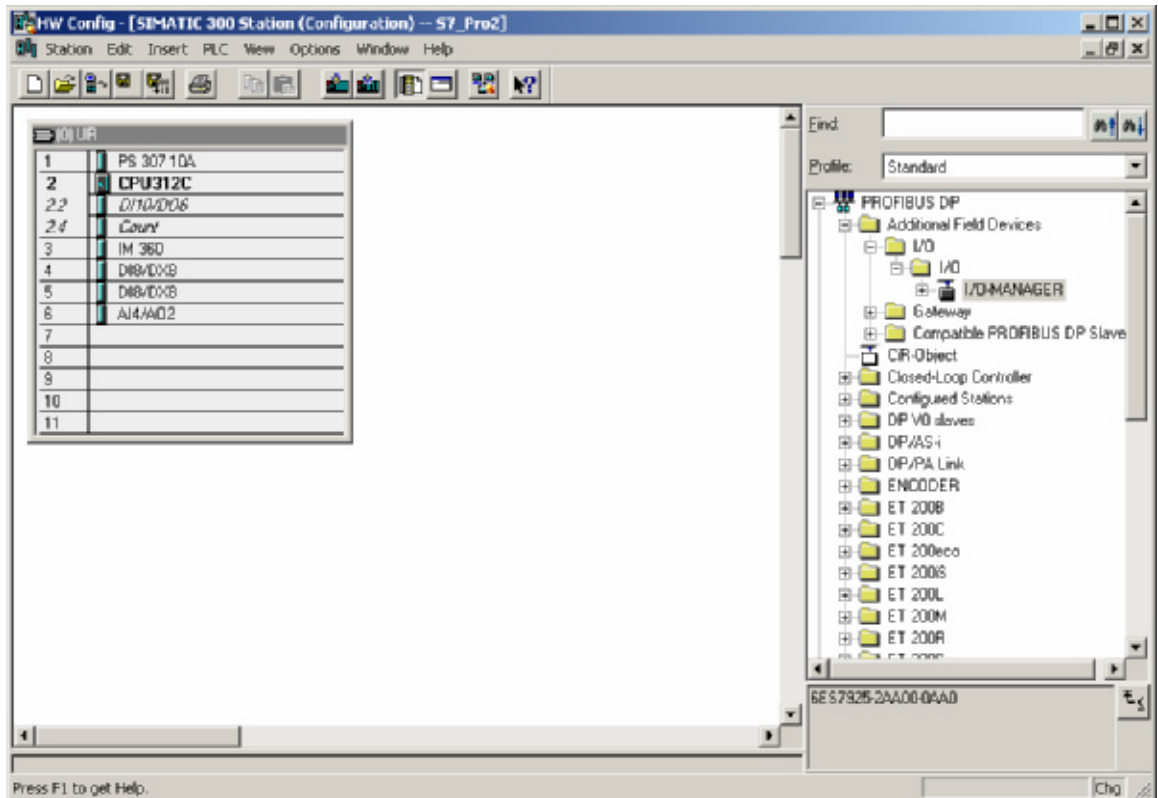 HW Config - [SIMATIC 300 Station (Configuration) -- S7_Pro2]
Station Edit Insert PLC View Options Window Help
(0) UR
1 PS 307 10A
2 CPU312C
2.2 DI10/DO6
2.4 Count
3 IM 360
4 DI8/DX8
5 DI8/DX8
6 AI4/AO2
7
8
9
10
11
Find:
Profile: Standard
PROFIBUS DP
Additional Field Devices
I/O
I/O
I/O-MANAGER
Gateway
Compatible PROFIBUS DP Slave
CiR-Object
Closed-Loop Controller
Configured Stations
DP V0 slaves
DP/AS-i
DP/PA Link
ENCODER
ET 200B
ET 200C
ET 200eco
ET 200iS
ET 200L
ET 200M
ET 200R
6ES7925-2AA00-0AA0
Press F1 to get Help.
Chg